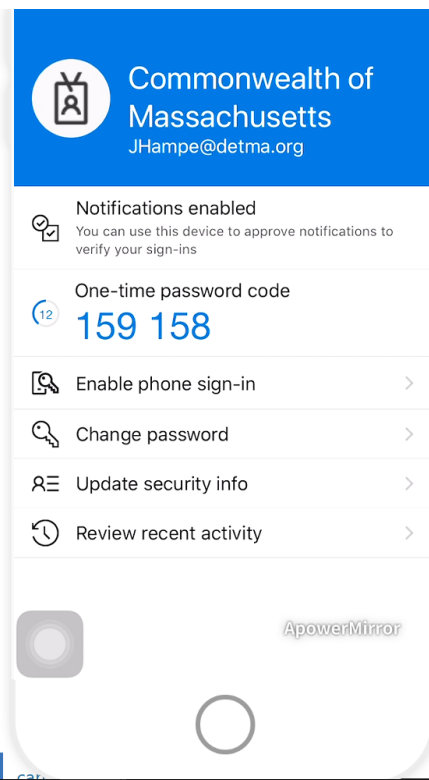 Commonwealth of
Massachusetts
JHampe@detma.org
Notifications enabled
You can use this device to approve notifications to
verify your sign-ins
One-time password code
12
159 158
Enable phone sign-in
Change password
Update security info
Review recent activity
ApowerMirror